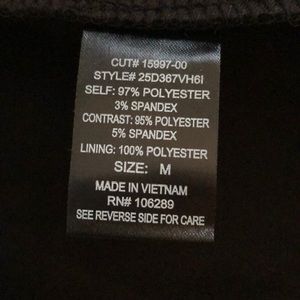 CUT# 15997-00
STYLE# 25D367VH6I
SELF: 97% POLYESTER
3% SPANDEX
CONTRAST: 95% POLYESTER
5% SPANDEX
LINING: 100% POLYESTER
SIZE: M
MADE IN VIETNAM
RN# 106289
SEE REVERSE SIDE FOR CARE